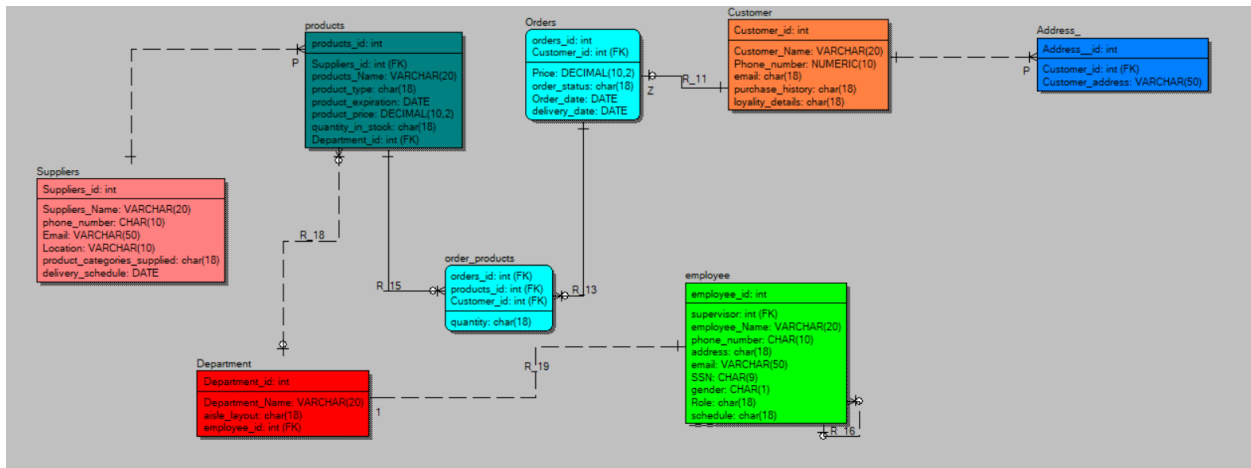 products
products_id: int
Suppliers_id: int (FK)
products_Name: VARCHAR(20)
product_type: char(18)
product_expiration: DATE
product_price: DECIMAL(10,2)
quantity_in_stock: char(18)
Department_id: int (FK)
P
Orders
orders_id: int
Customer_id: int (FK)
Price: DECIMAL(10,2)
order_status: char(18)
Order_date: DATE
delivery_date: DATE
Z
R_11
Customer
Customer_id: int
Customer_Name: VARCHAR(20)
Phone_number: NUMERIC(10)
email: char(18)
purchase_history: char(18)
loyality_details: char(18)
P
Address_
Address__id: int
Customer_id: int (FK)
Customer_address: VARCHAR(50)
Suppliers
Suppliers_id: int
Suppliers_Name: VARCHAR(20)
phone_number: CHAR(10)
Email: VARCHAR(50)
Location: VARCHAR(10)
product_categories_supplied: char(18)
delivery_schedule: DATE
R_18
R_15
order_products
orders_id: int (FK)
products_id: int (FK)
Customer_id: int (FK)
quantity: char(18)
R_13
employee
employee_id: int
supervisor: int (FK)
employee_Name: VARCHAR(20)
phone_number: CHAR(10)
address: char(18)
email: VARCHAR(50)
SSN: CHAR(9)
gender: CHAR(1)
Role: char(18)
schedule: char(18)
R_16
R_19
Department
Department_id: int
Department_Name: VARCHAR(20)
aisle_layout: char(18)
employee_id: int (FK)
1